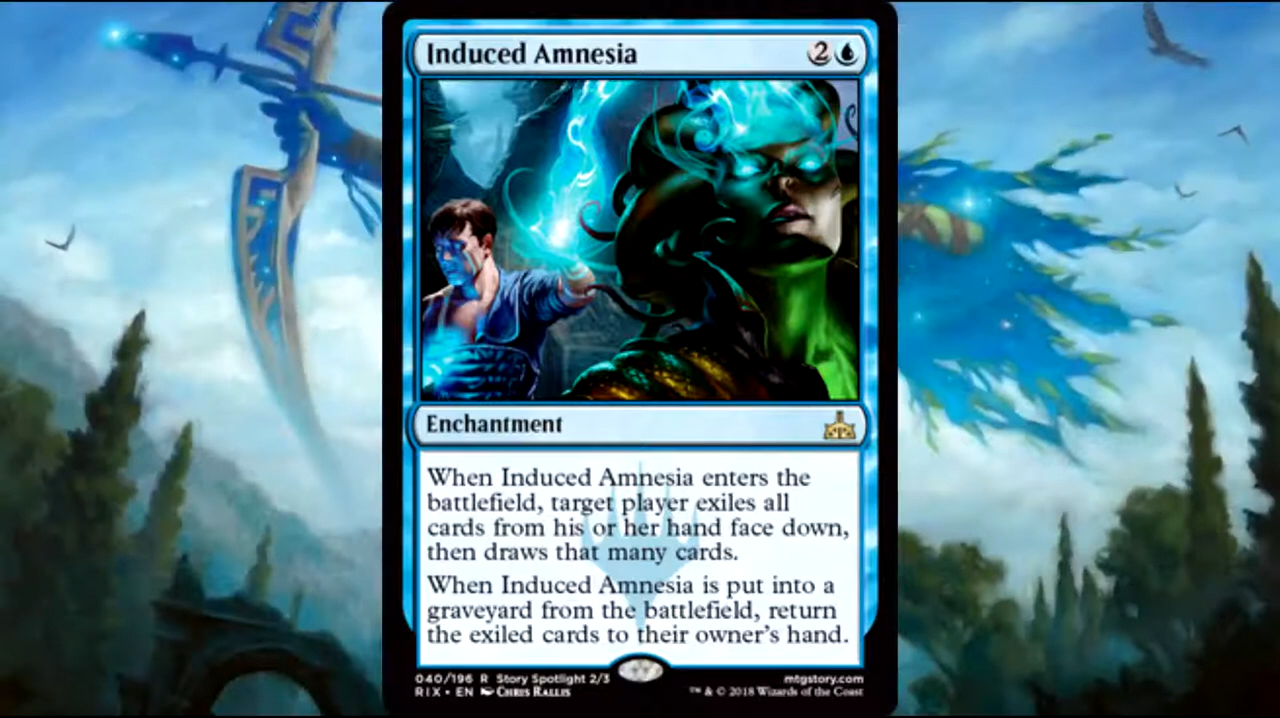 Induced Amnesia 2
Enchantment
When Induced Amnesia enters the
battlefield, target player exiles all
cards from his or her hand face down,
then draws that many cards.
When Induced Amnesia is put into a
graveyard from the battlefield, return
the exiled cards to their owner's hand.
040/196 R Story Spotlight 2/3
mtgstory.com
RIX • EN Chris Rallis
™ & © 2018 Wizards of the Coast